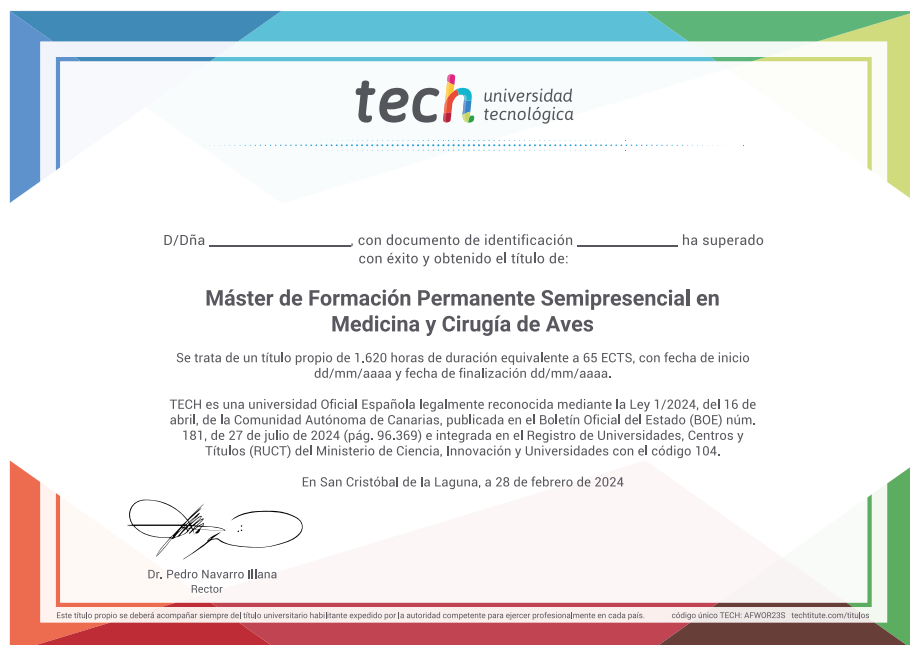 tech universidad
tecnológica
D/Dña ______________, con documento de identificación __________ ha superado
con éxito y obtenido el título de:
Máster de Formación Permanente Semipresencial en
Medicina y Cirugía de Aves
Se trata de un título propio de 1.620 horas de duración equivalente a 65 ECTS, con fecha de inicio
dd/mm/aaaa y fecha de finalización dd/mm/aaaa.
TECH es una universidad Oficial Española legalmente reconocida mediante la Ley 1/2024, del 16 de
abril, de la Comunidad Autónoma de Canarias, publicada en el Boletín Oficial del Estado (BOE) núm.
181, de 27 de julio de 2024 (pág. 96.369) e integrada en el Registro de Universidades, Centros y
Títulos (RUCT) del Ministerio de Ciencia, Innovación y Universidades con el código 104.
En San Cristóbal de la Laguna, a 28 de febrero de 2024
Dr. Pedro Navarro Illana
Rector
Este título propio se deberá acompañar siempre del título universitario habilitante expedido por la autoridad competente para ejercer profesionalmente en cada país. código único TECH: AFWOR23S techtitute.com/titulos